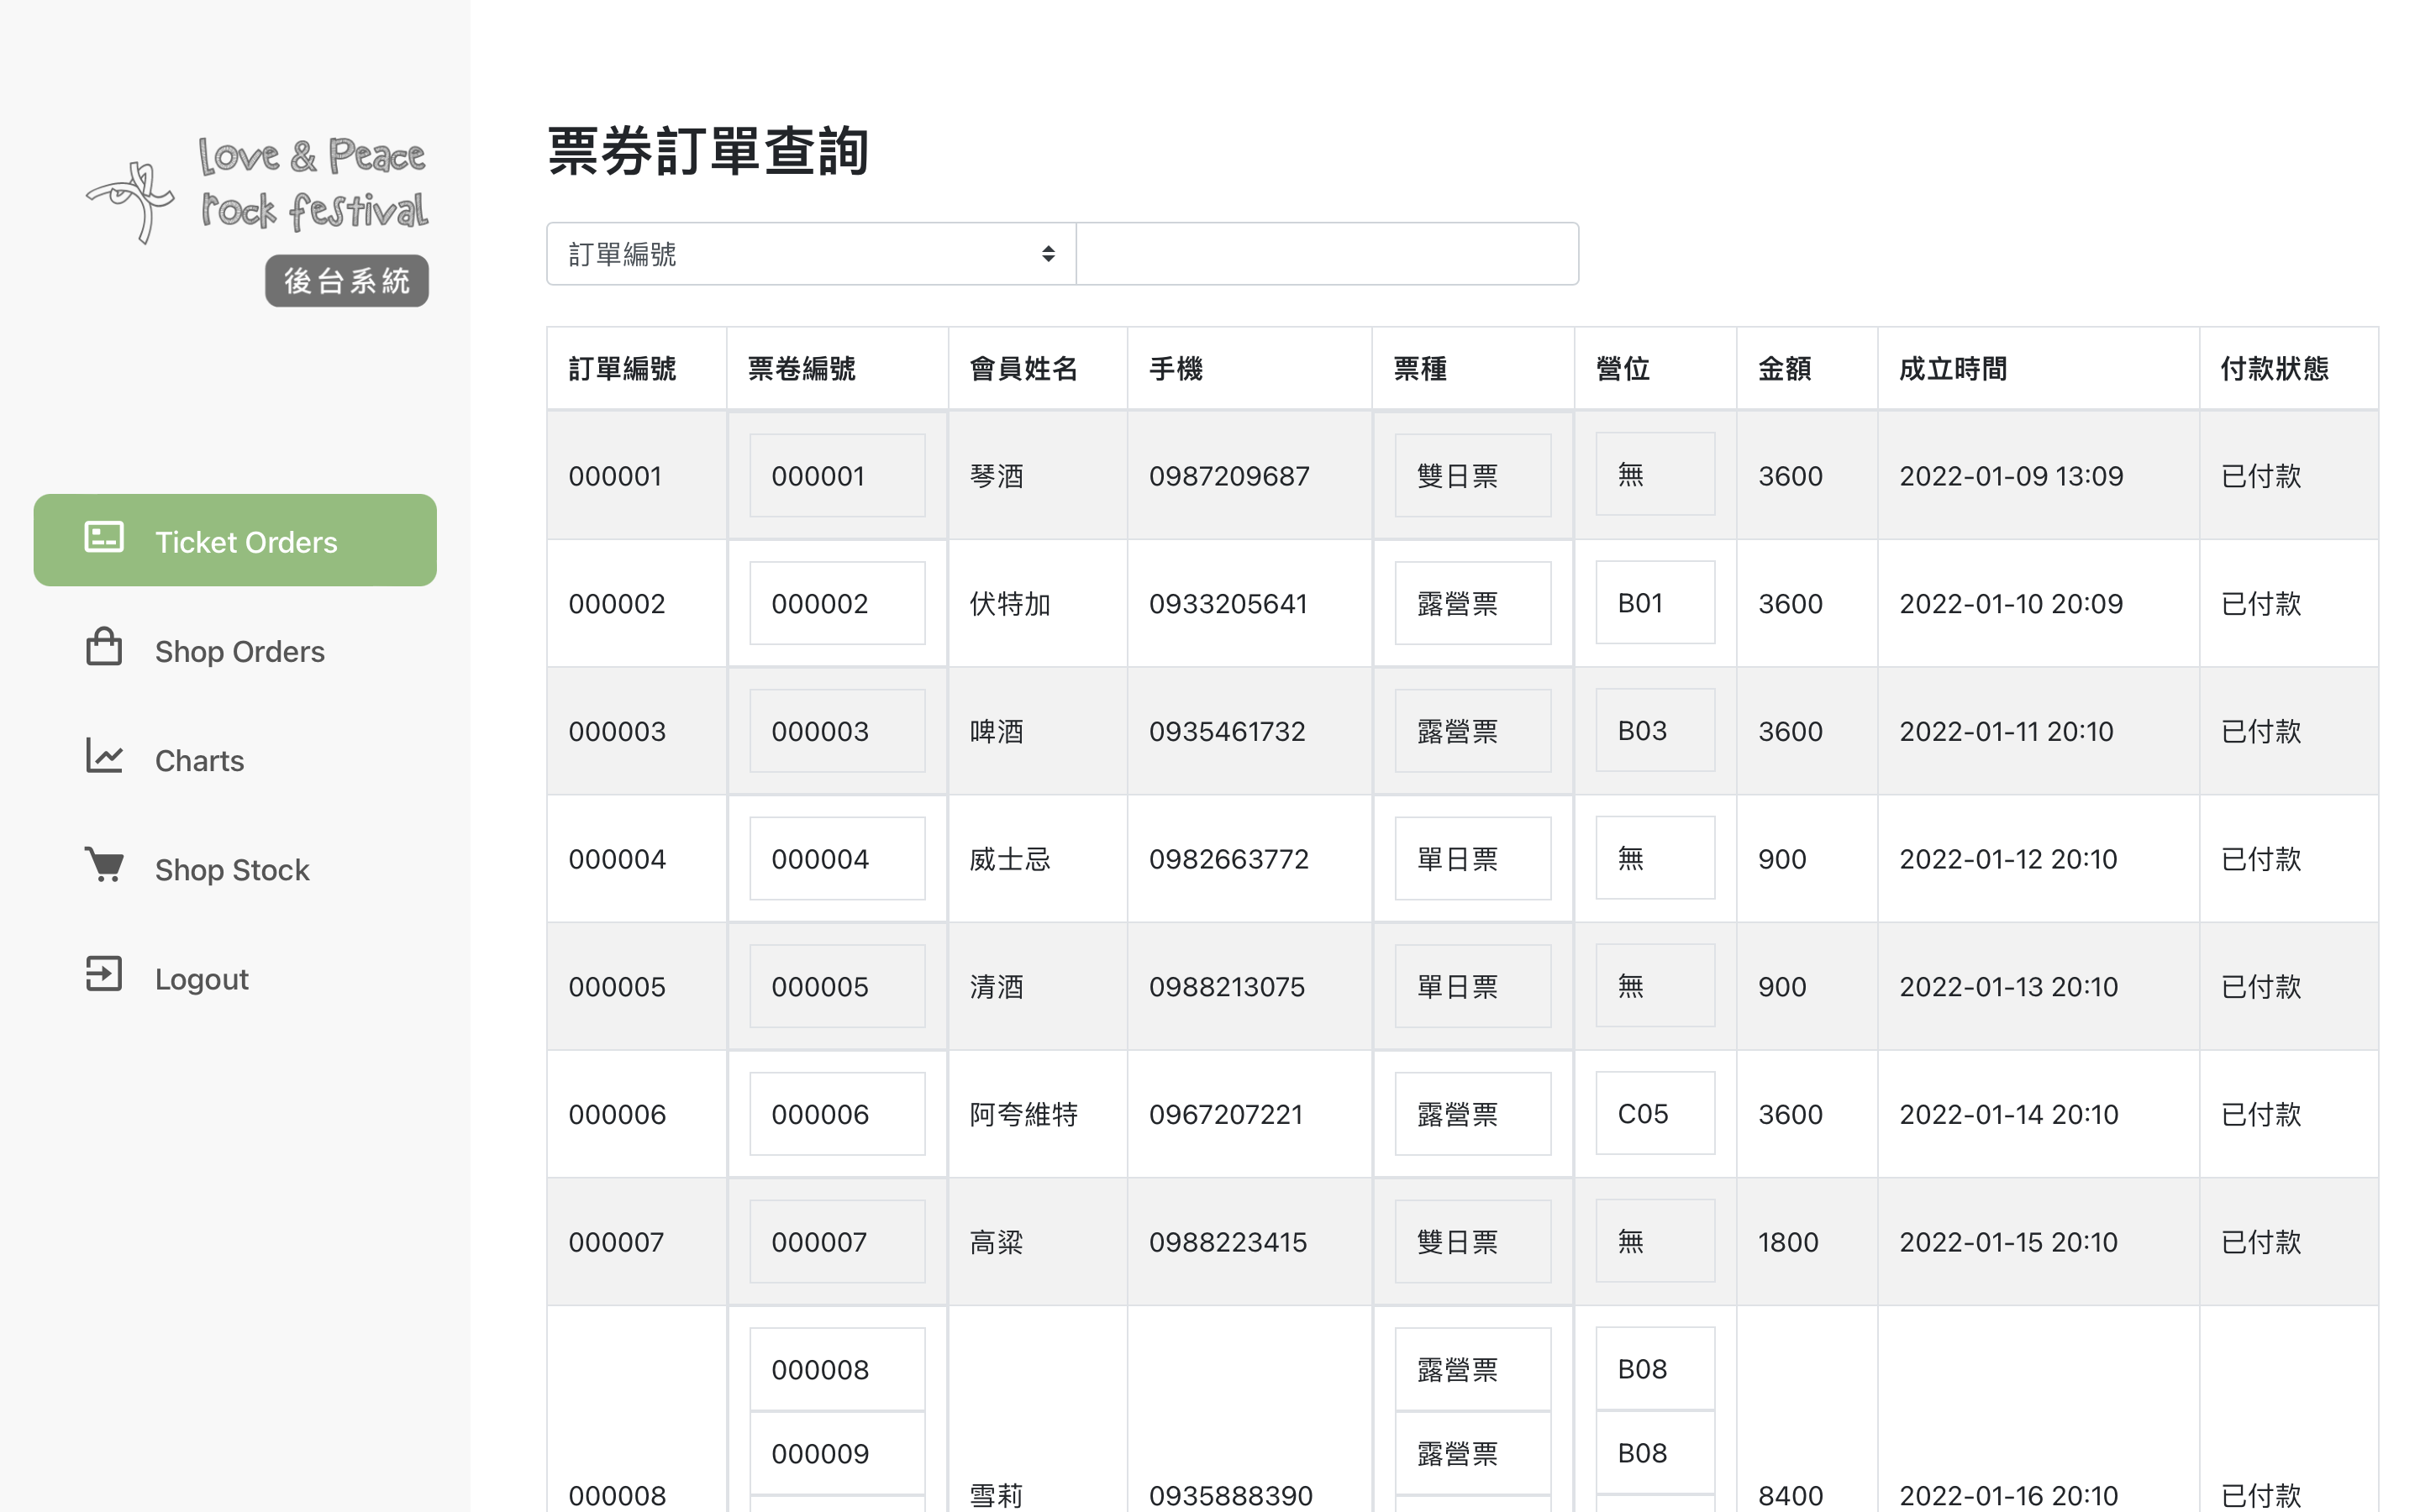 Love & Peace
rock festival
後台系統
Ticket Orders
Shop Orders
Charts
Shop Stock
Logout
票券訂單查詢
訂單編號
訂單編號 票卷編號 會員姓名 手機 票種 營位 金額 成立時間 付款狀態
000001 000001 琴酒 0987209687 雙日票 無 3600 2022-01-09 13:09 已付款
000002 000002 伏特加 0933205641 露營票 B01 3600 2022-01-10 20:09 已付款
000003 000003 啤酒 0935461732 露營票 B03 3600 2022-01-11 20:10 已付款
000004 000004 威士忌 0982663772 單日票 無 900 2022-01-12 20:10 已付款
000005 000005 清酒 0988213075 單日票 無 900 2022-01-13 20:10 已付款
000006 000006 阿夸維特 0967207221 露營票 C05 3600 2022-01-14 20:10 已付款
000007 000007 高粱 0988223415 雙日票 無 1800 2022-01-15 20:10 已付款
000008 露營票 B08
000009 露營票 B08
000008 雪莉 0935888390 8400 2022-01-16 20:10 已付款